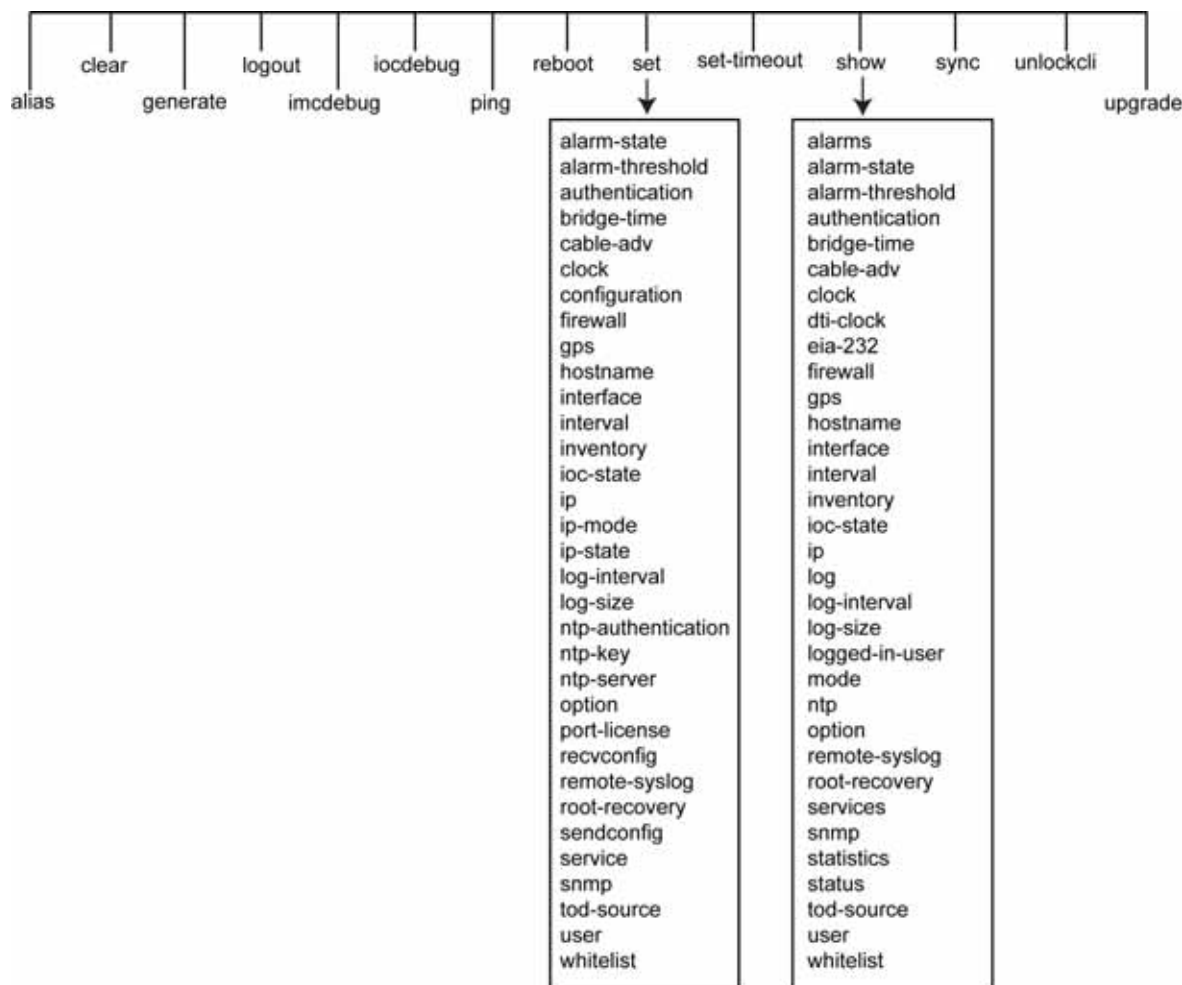 clear logout iocdebug reboot set set-timeout show sync unlockcli
alias generate imcdebug ping upgrade
alarm-state
alarm-threshold
authentication
bridge-time
cable-adv
clock
configuration
firewall
gps
hostname
interface
interval
inventory
ioc-state
ip
ip-mode
ip-state
log-interval
log-size
ntp-authentication
ntp-key
ntp-server
option
port-license
recvconfig
remote-syslog
root-recovery
sendconfig
service
snmp
tod-source
user
whitelist
alarms
alarm-state
alarm-threshold
authentication
bridge-time
cable-adv
clock
dti-clock
eia-232
firewall
gps
hostname
interface
interval
inventory
ioc-state
ip
log
log-interval
log-size
logged-in-user
mode
ntp
option
remote-syslog
root-recovery
services
snmp
statistics
status
tod-source
user
whitelist